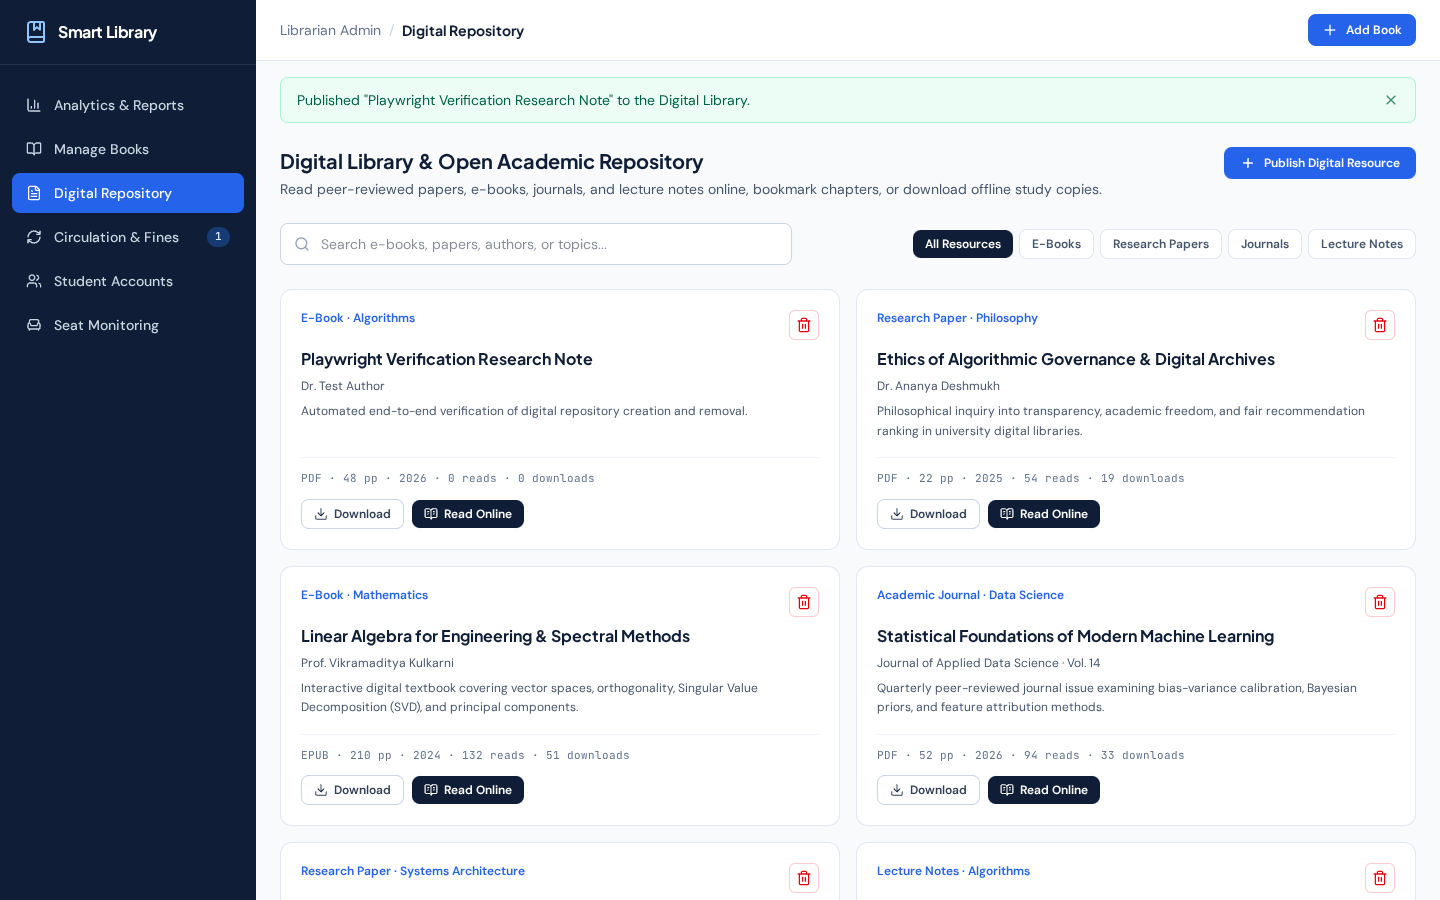 Smart Library
Analytics & Reports
Manage Books
Digital Repository
Circulation & Fines
1
Student Accounts
Seat Monitoring
Librarian Admin / Digital Repository
Add Book
Published "Playwright Verification Research Note" to the Digital Library.
Digital Library & Open Academic Repository
Publish Digital Resource
Read peer-reviewed papers, e-books, journals, and lecture notes online, bookmark chapters, or download offline study copies.
Search e-books, papers, authors, or topics...
All Resources
E-Books
Research Papers
Journals
Lecture Notes
E-Book · Algorithms
Playwright Verification Research Note
Dr. Test Author
Automated end-to-end verification of digital repository creation and removal.
PDF · 48 pp · 2026 · 0 reads · 0 downloads
Download
Read Online
Research Paper · Philosophy
Ethics of Algorithmic Governance & Digital Archives
Dr. Ananya Deshmukh
Philosophical inquiry into transparency, academic freedom, and fair recommendation
ranking in university digital libraries.
PDF · 22 pp · 2025 · 54 reads · 19 downloads
Download
Read Online
E-Book · Mathematics
Linear Algebra for Engineering & Spectral Methods
Prof. Vikramaditya Kulkarni
Interactive digital textbook covering vector spaces, orthogonality, Singular Value
Decomposition (SVD), and principal components.
EPUB · 210 pp · 2024 · 132 reads · 51 downloads
Download
Read Online
Academic Journal · Data Science
Statistical Foundations of Modern Machine Learning
Journal of Applied Data Science · Vol. 14
Quarterly peer-reviewed journal issue examining bias-variance calibration, Bayesian
priors, and feature attribution methods.
PDF · 52 pp · 2026 · 94 reads · 33 downloads
Download
Read Online
Research Paper · Systems Architecture
Lecture Notes · Algorithms